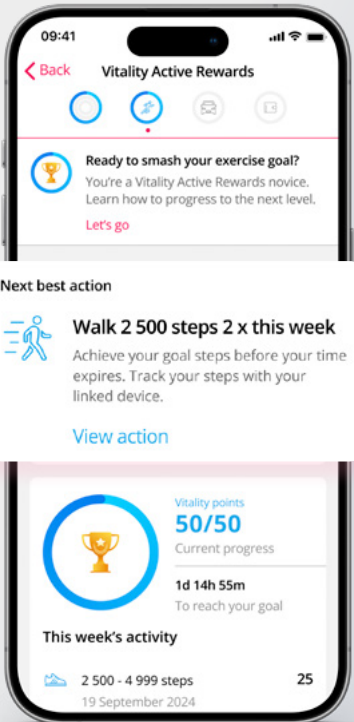 09:41
Back Vitality Active Rewards
Ready to smash your exercise goal?
You're a Vitality Active Rewards novice.
Learn how to progress to the next level.
Let's go
Next best action
Walk 2 500 steps 2 x this week
Achieve your goal steps before your time
expires. Track your steps with your
linked device.
View action
Vitality points
50/50
Current progress
1d 14h 55m
To reach your goal
This week's activity
2 500 - 4 999 steps 25
19 September 2024